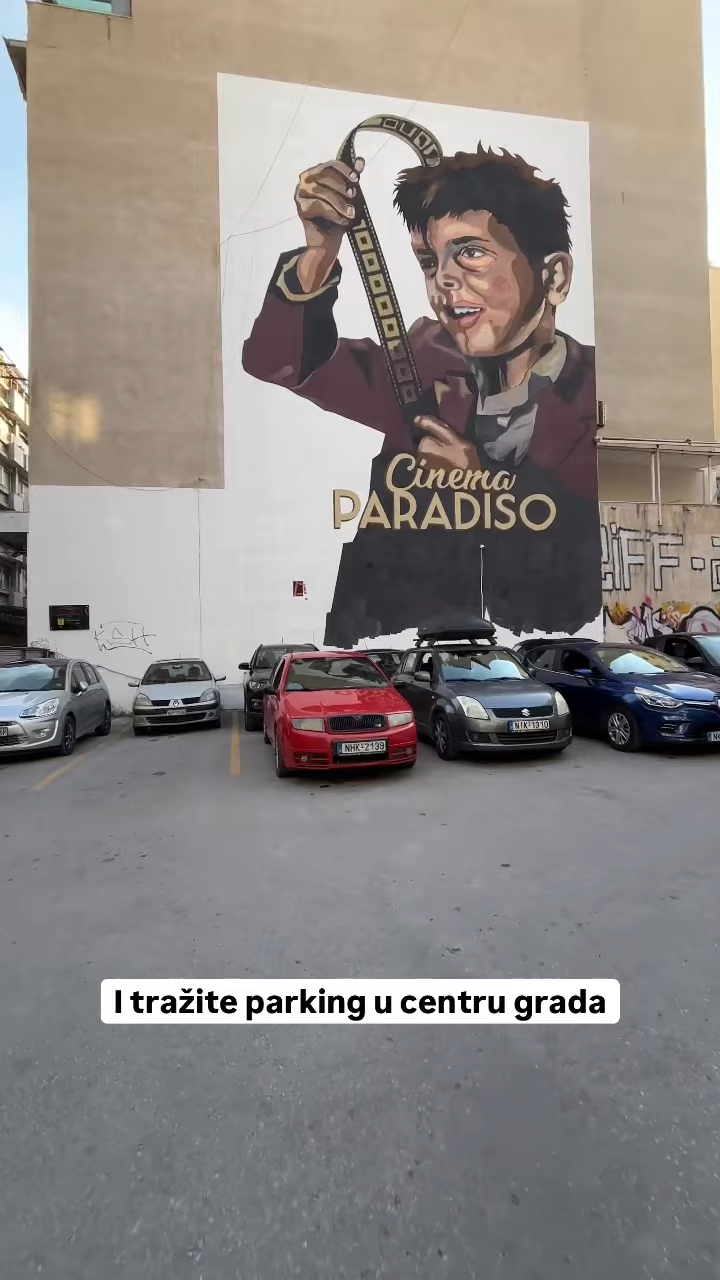 Cinema
PARADISO
NHK-2139
NIK-1310
I tražite parking u centru grada